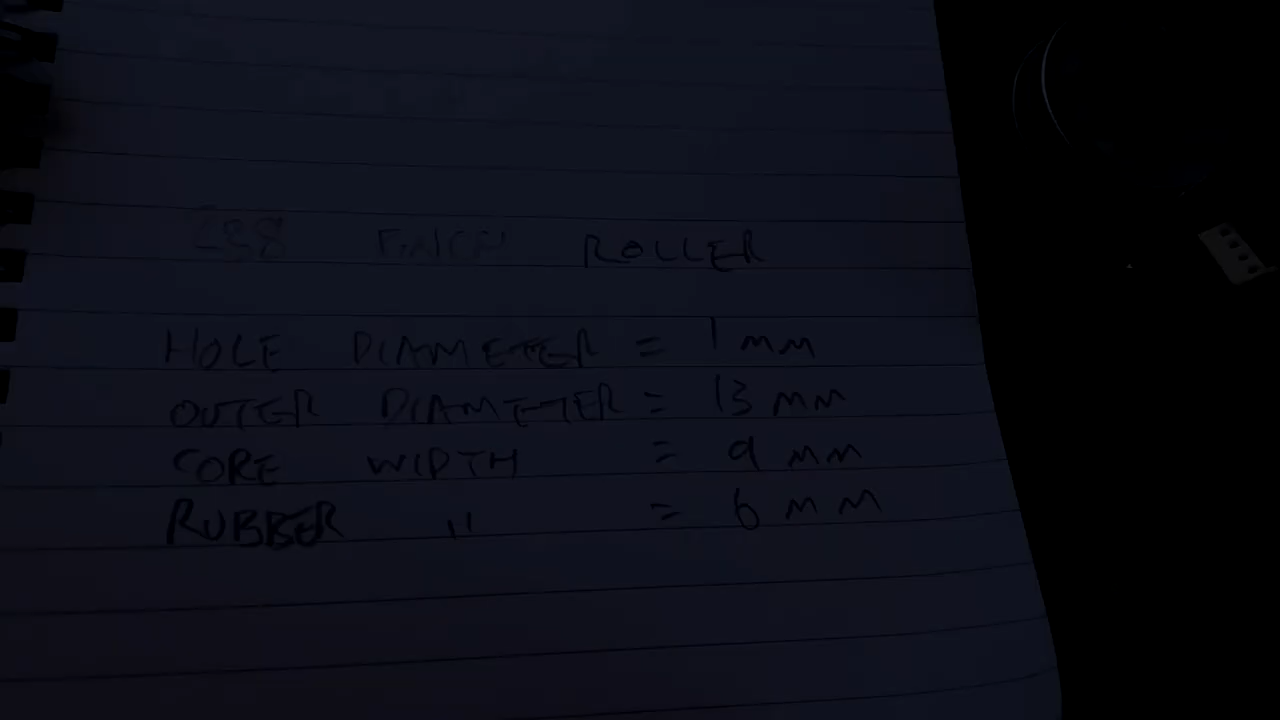 ROLLER
HOLE DIAMETER = 1 MM
OUTER DIAMETER = 13 MM
CORE WIDTH = 9 MM
RUBBER " = 6 MM